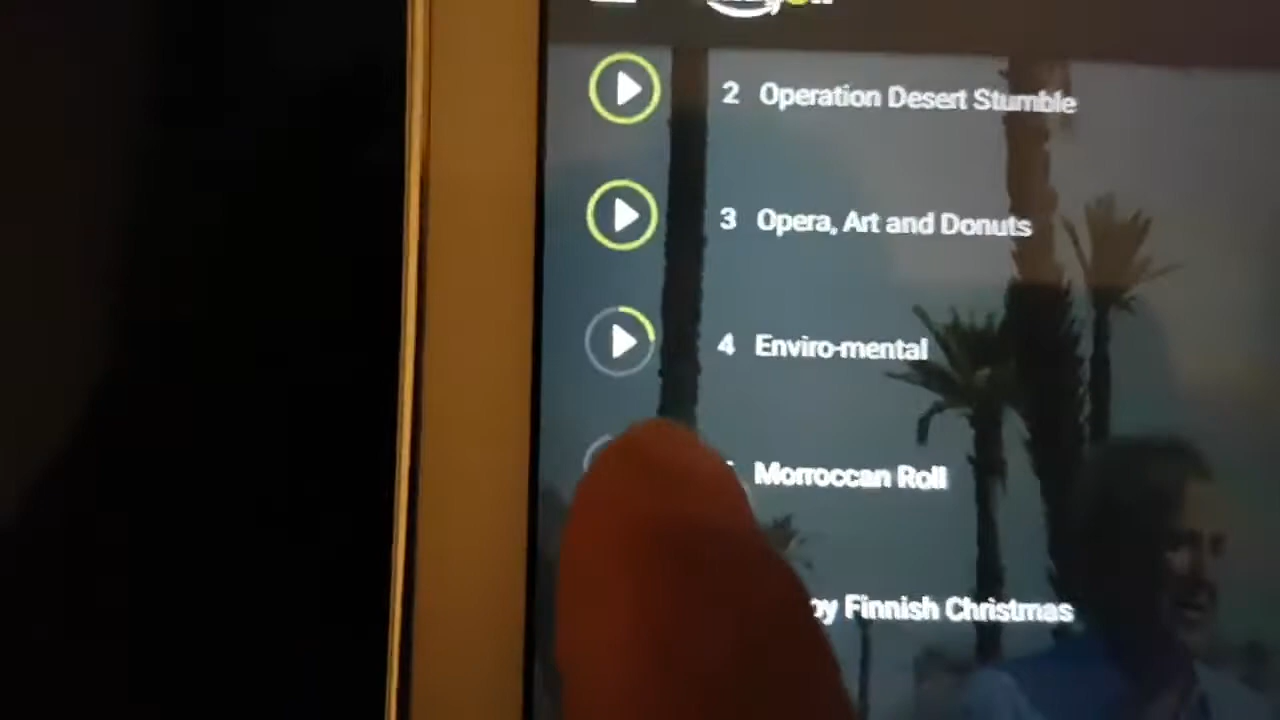 2 Operation Desert Stumble
3 Opera, Art and Donuts
4 Enviro-mental
Morroccan Roll
Finnish Christmas